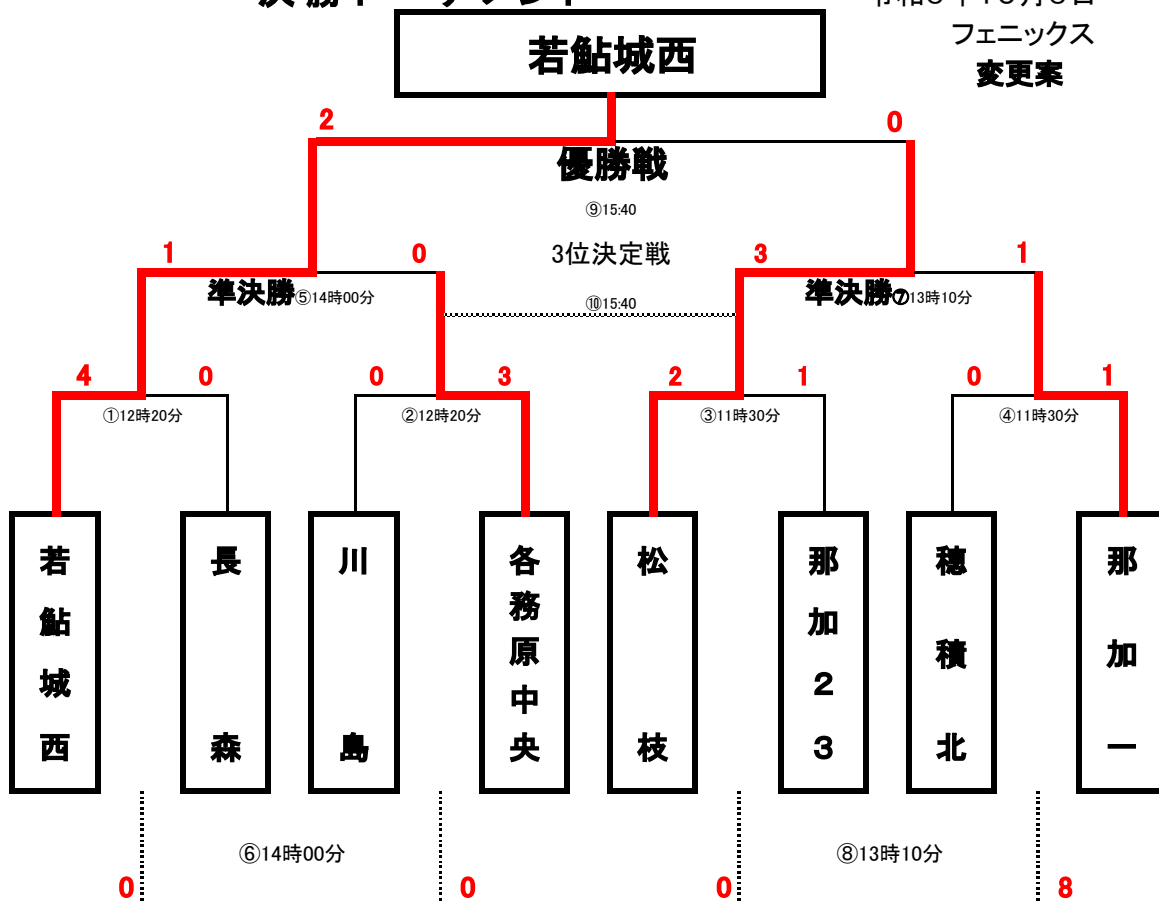 若鮎城西
フェニックス
変更案
2
0
優勝戦
⑨15:40
1
0
3位決定戦
3
1
準決勝⑤14時00分
⑩15:40
準決勝⑦13時10分
4
0
0
3
2
1
0
1
①12時20分
②12時20分
③11時30分
④11時30分
若鮎城西
長森
川島
各務原中央
松枝
那加23
穂積北
那加一
⑥14時00分
⑧13時10分
0
0
0
8